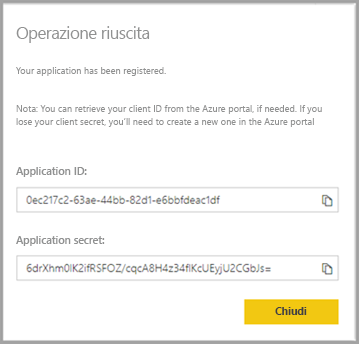 Operazione riuscita
Your application has been registered.
Nota: You can retrieve your client ID from the Azure portal, if needed. If you
lose your client secret, you'll need to create a new one in the Azure portal
Application ID:
0ec217c2-63ae-44bb-82d1-e6bbfdeac1df
Application secret:
6drXhm0lK2ifRSFOZ/cqcA8H4z34flKcUEyjU2CGbJs=
Chiudi